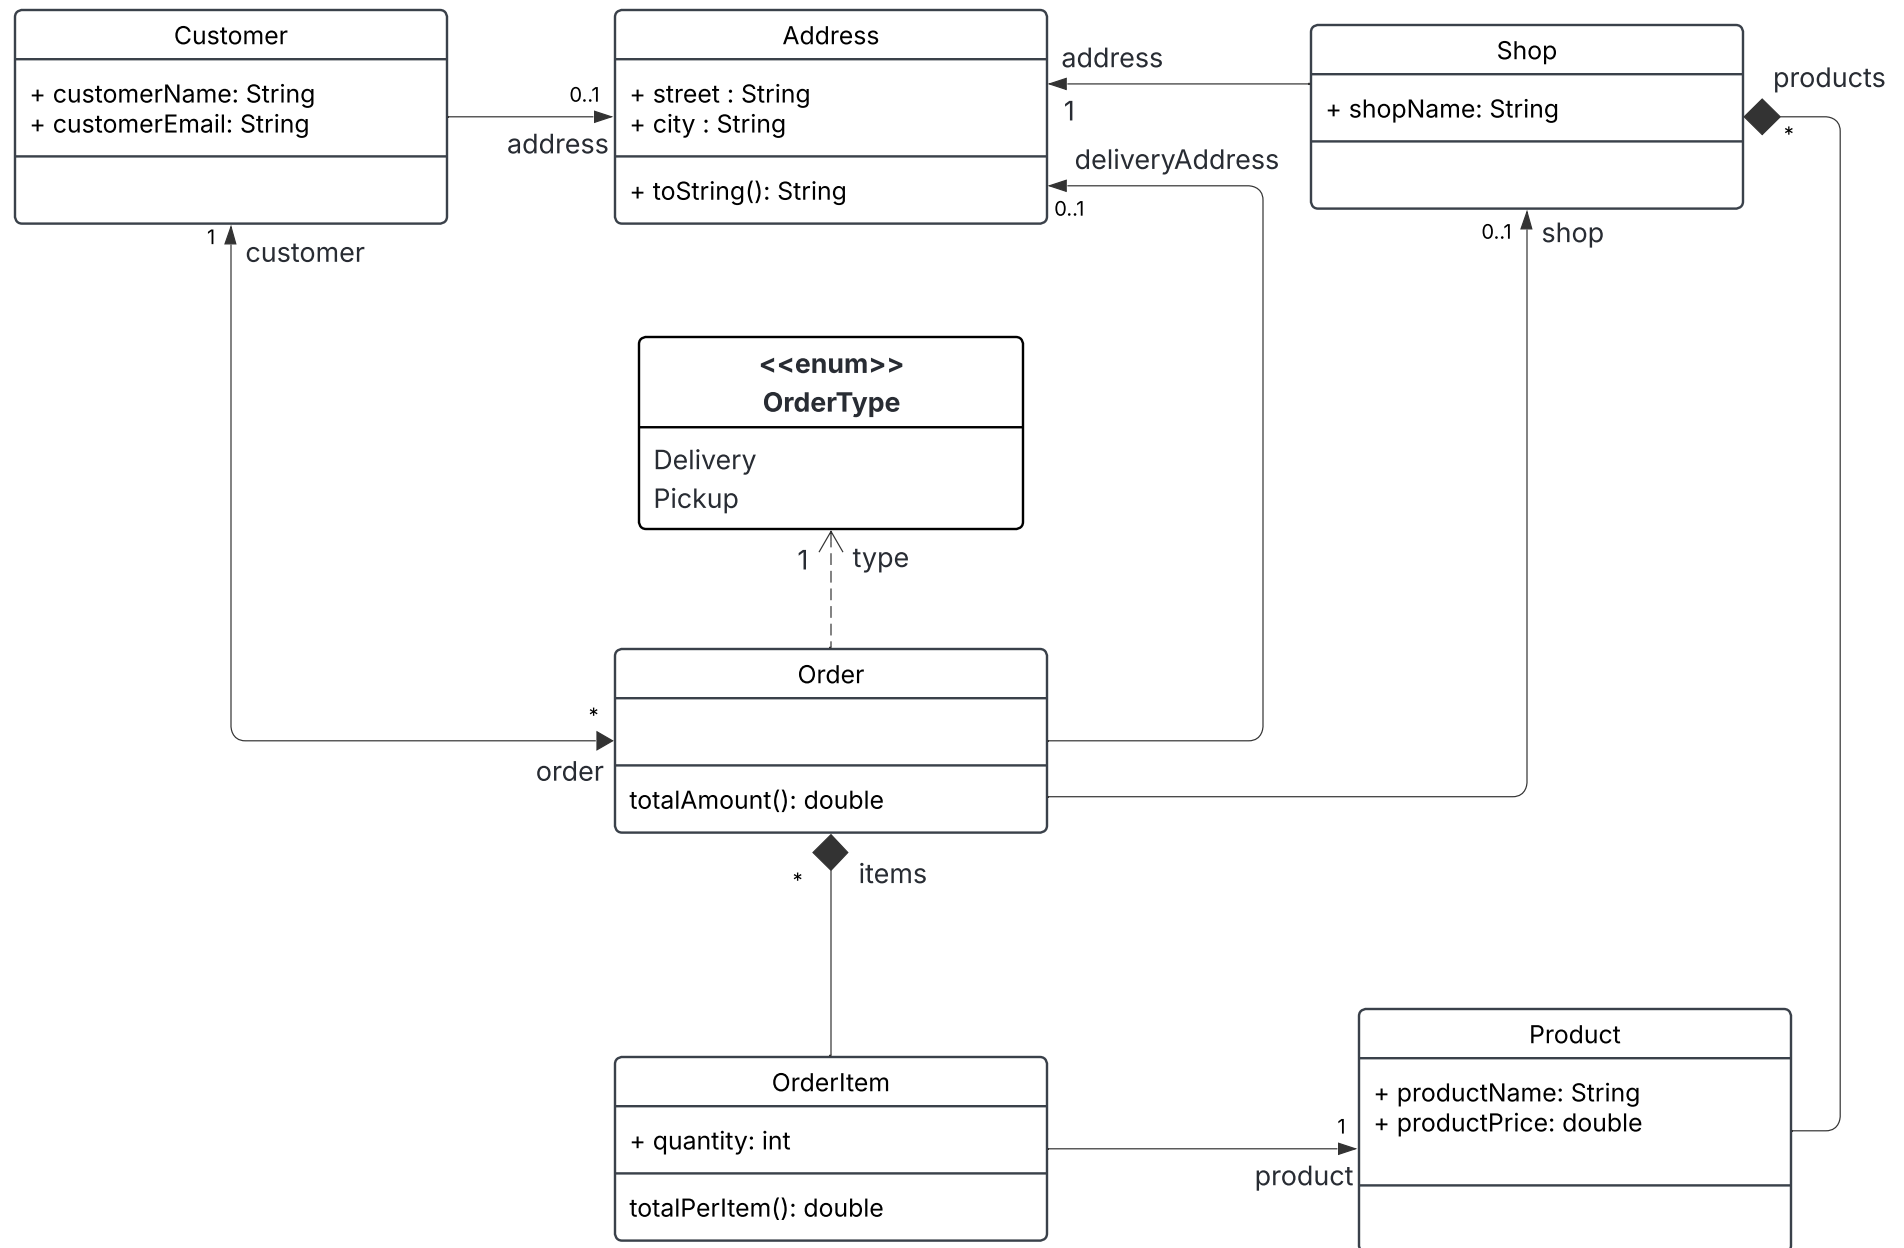 Customer
+ customerName: String
+ customerEmail: String
0..1
address
Address
+ street : String
+ city : String
+ toString(): String
address
1
deliveryAddress
0..1
Shop
+ shopName: String
products
*
1
customer
0..1
shop
<<enum>>
OrderType
Delivery
Pickup
1
type
*
order
Order
totalAmount(): double
*
items
OrderItem
+ quantity: int
totalPerItem(): double
1
product
Product
+ productName: String
+ productPrice: double